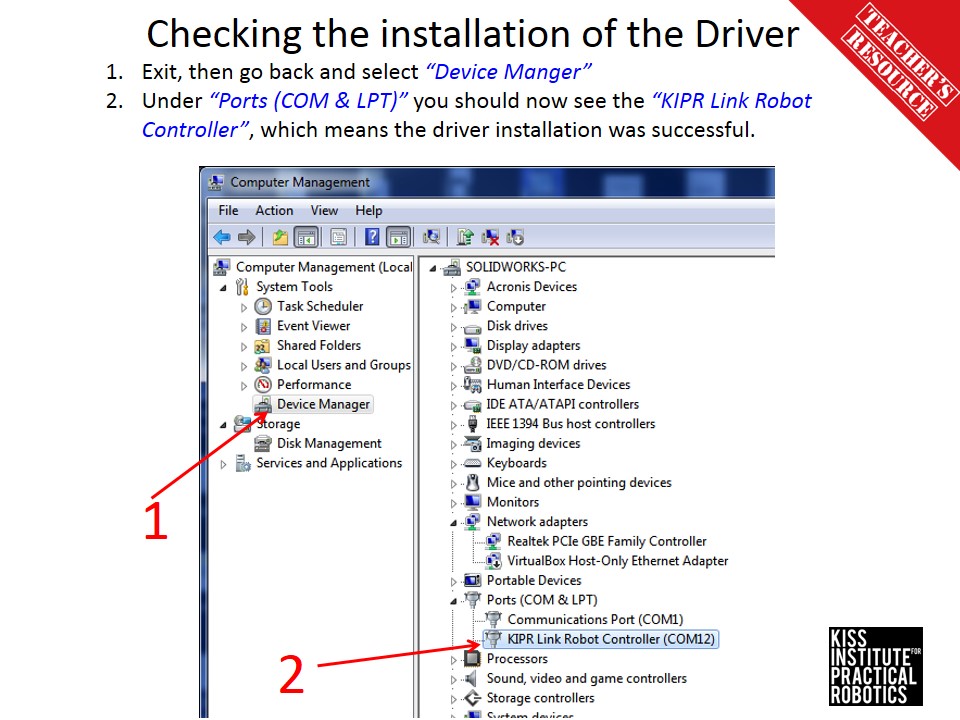 Checking the installation of the Driver
1. Exit, then go back and select “Device Manger”
2. Under “Ports (COM & LPT)” you should now see the “KIPR Link Robot
Controller”, which means the driver installation was successful.
TEACHER'S
RESOURCE
Computer Management
File Action View Help
Computer Management (Local
System Tools
Task Scheduler
Event Viewer
Shared Folders
Local Users and Groups
Performance
Device Manager
Storage
Disk Management
Services and Applications
SOLIDWORKS-PC
Acronis Devices
Computer
Disk drives
Display adapters
DVD/CD-ROM drives
Human Interface Devices
IDE ATA/ATAPI controllers
IEEE 1394 Bus host controllers
Imaging devices
Keyboards
Mice and other pointing devices
Monitors
Network adapters
Realtek PCIe GBE Family Controller
VirtualBox Host-Only Ethernet Adapter
Portable Devices
Ports (COM & LPT)
Communications Port (COM1)
KIPR Link Robot Controller (COM12)
Processors
Sound, video and game controllers
Storage controllers
System devices
1
2
KISS
INSTITUTE FOR
PRACTICAL
ROBOTICS